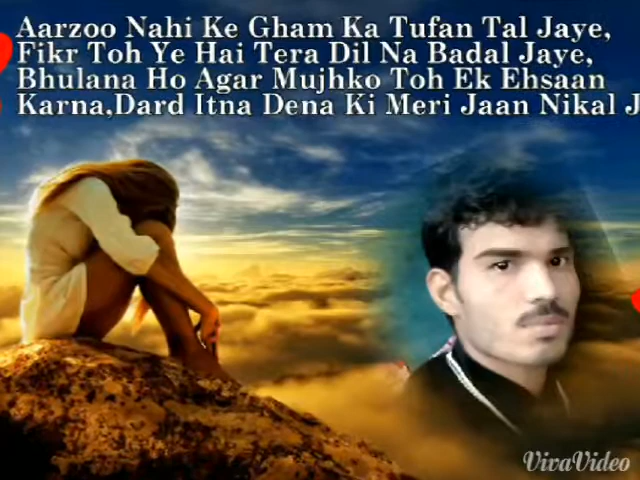 Aarzoo Nahi Ke Gham Ka Tufan Tal Jaye,
Fikr Toh Ye Hai Tera Dil Na Badal Jaye,
Bhulana Ho Agar Mujhko Toh Ek Ehsaan
Karna,Dard Itna Dena Ki Meri Jaan Nikal J
VivaVideo